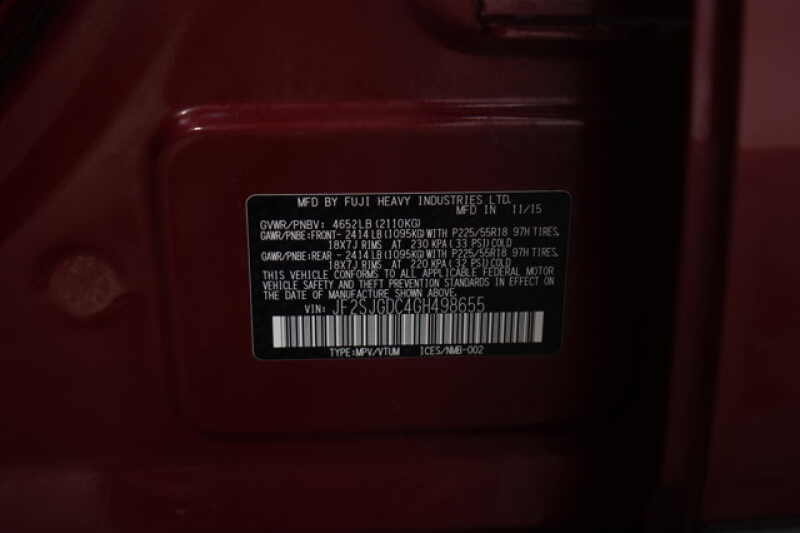 MFD BY FUJI HEAVY INDUSTRIES LTD.
MFD IN 11/15
GVWR/PNBV: 4652LB(2110KG)
GAWR/PNBE:FRONT- 2414LB(1095KG)WITH P225/55R18 97H TIRES.
18X7J RIMS AT 230 KPA(33 PSI)COLD
GAWR/PNBE:REAR - 2414LB(1095KG)WITH P225/55R18 97H TIRES.
18X7J RIMS AT 220 KPA(32 PSI)COLD
THIS VEHICLE CONFORMS TO ALL APPLICABLE FEDERAL MOTOR
VEHICLE SAFETY AND THEFT PREVENTION STANDARDS IN EFFECT
ON THE DATE OF MANUFACTURE SHOWN ABOVE.
VIN: JF2SJGDC4GH498655
TYPE:MPV/VTUM ICES/NMB-002